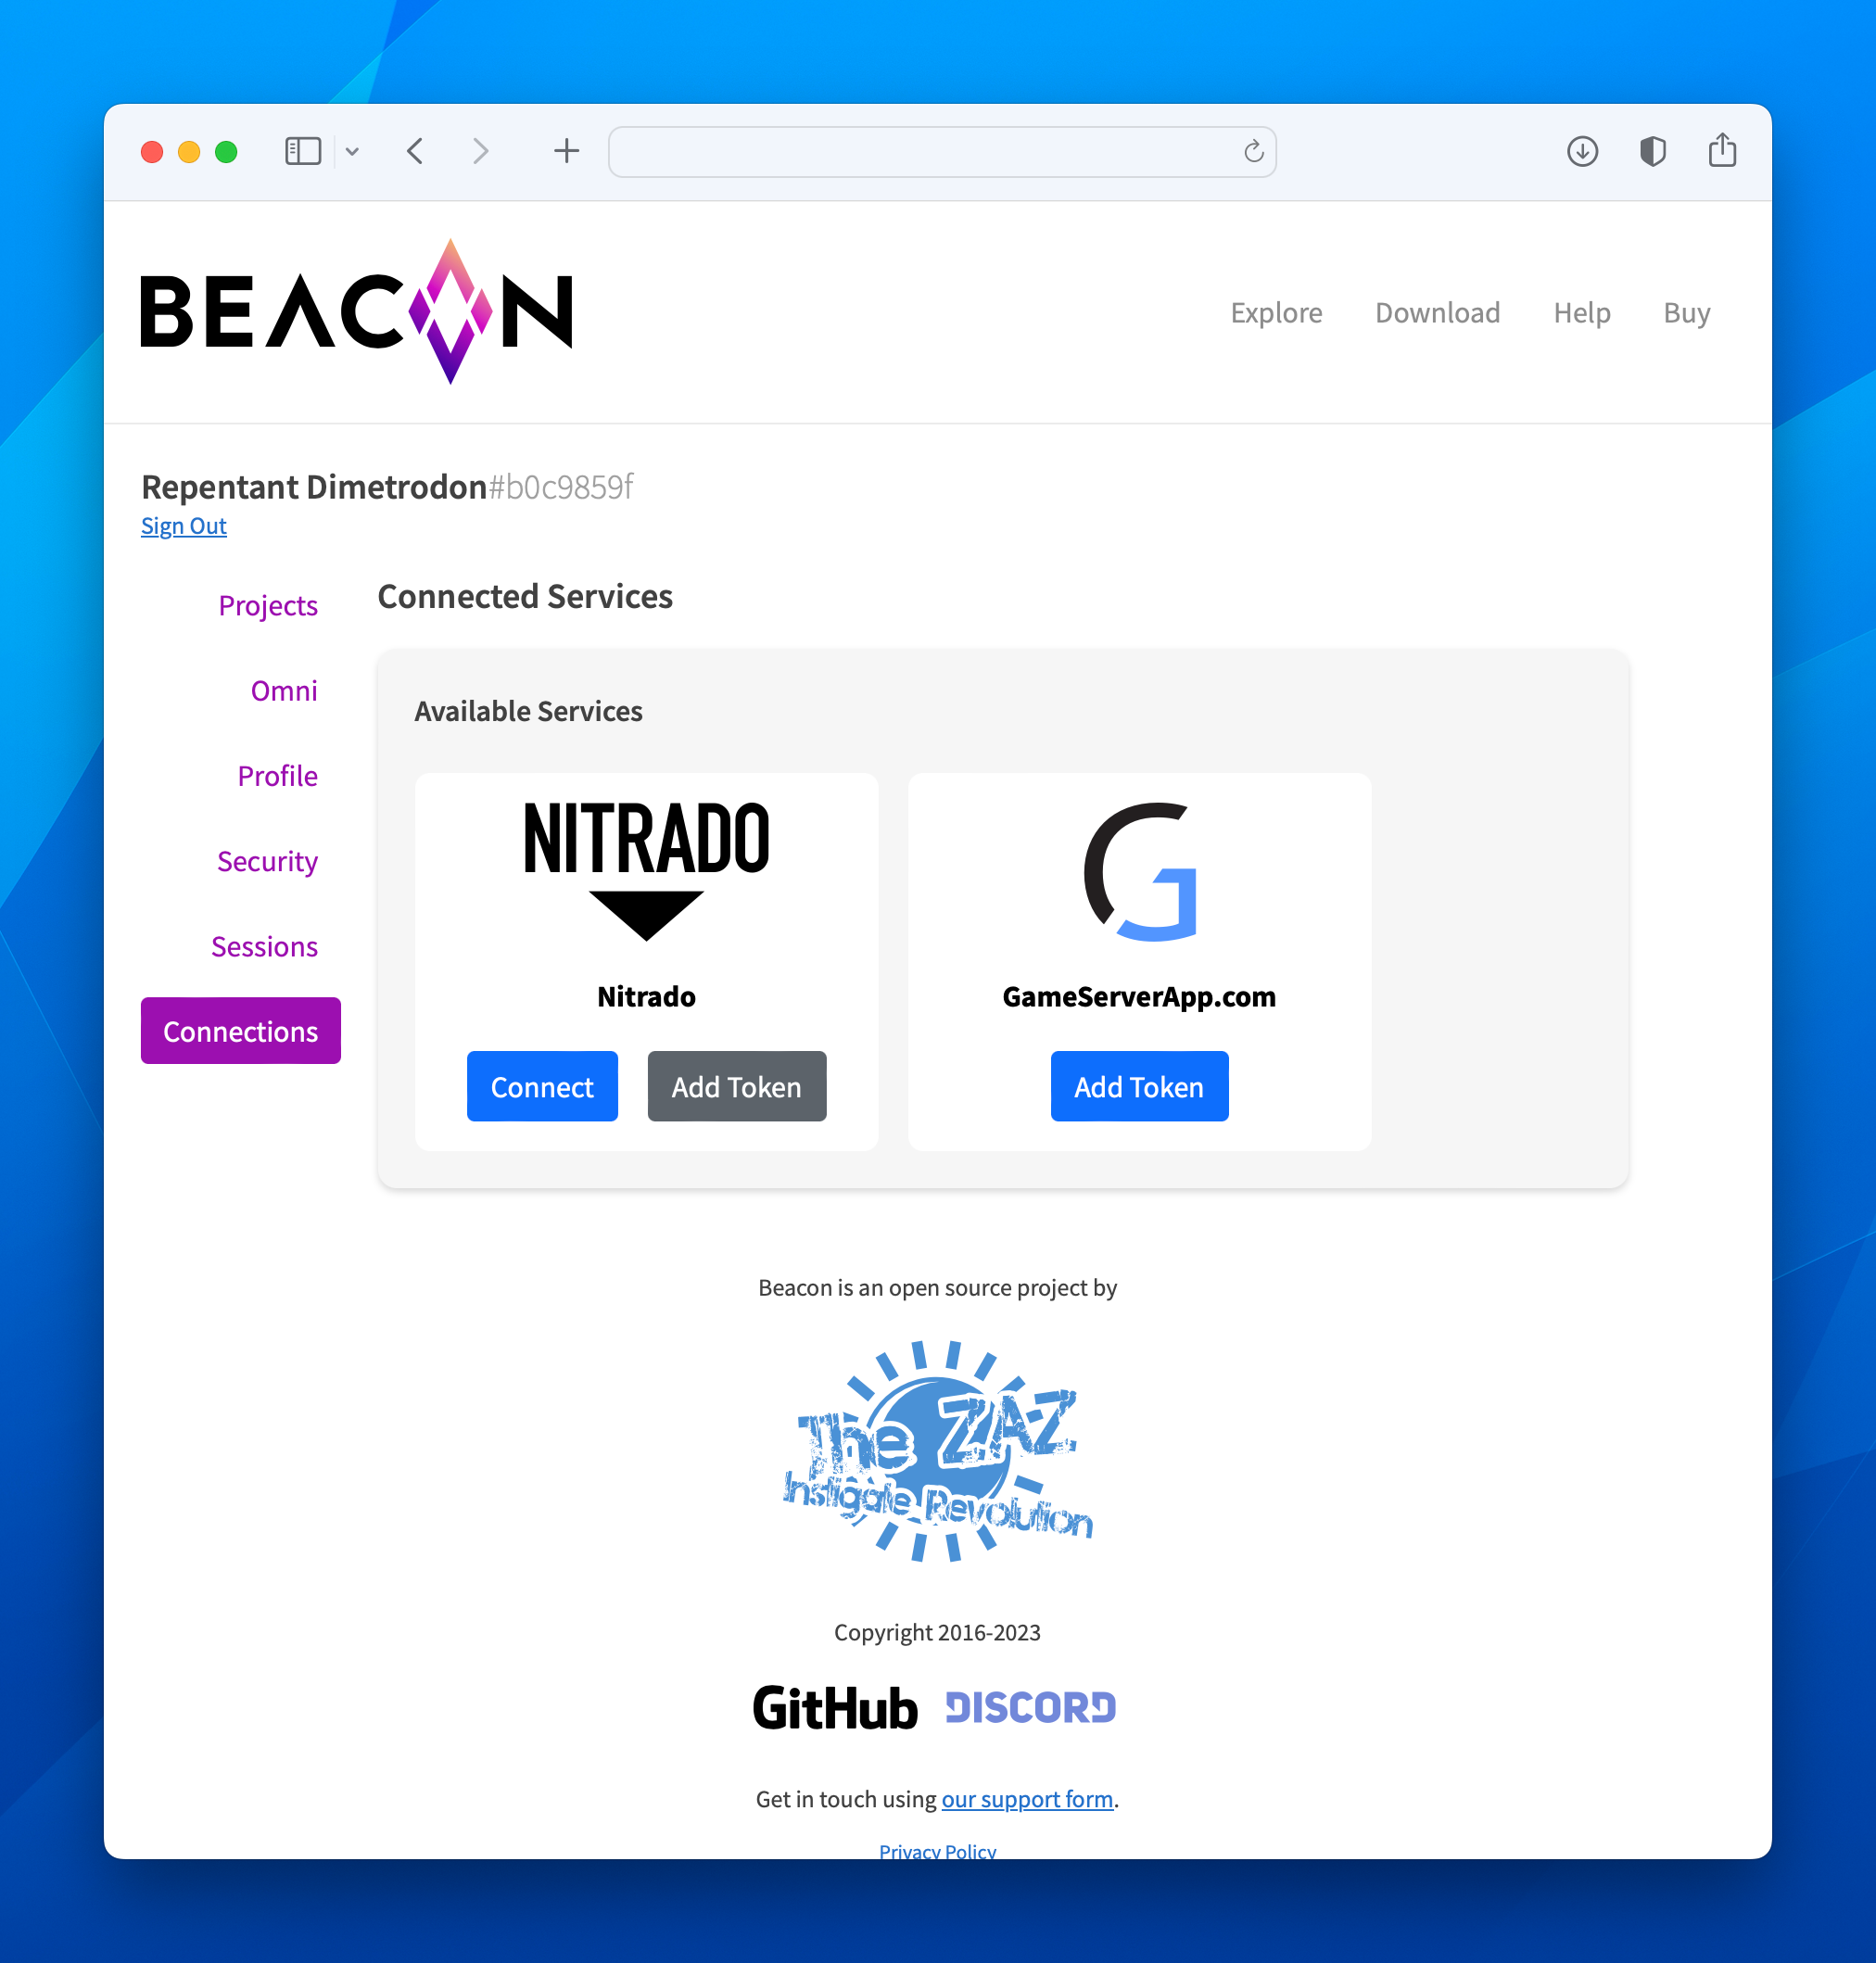 BEACON
Explore Download Help Buy
Repentant Dimetrodon#b0c9859f
Sign Out
Projects
Omni
Profile
Security
Sessions
Connections
Connected Services
Available Services
NITRADO
Nitrado
Connect Add Token
G
GameServerApp.com
Add Token
Beacon is an open source project by
The ZAZ
Instigate Revolution
Copyright 2016-2023
GitHub DISCORD
Get in touch using our support form.
Privacy Policy